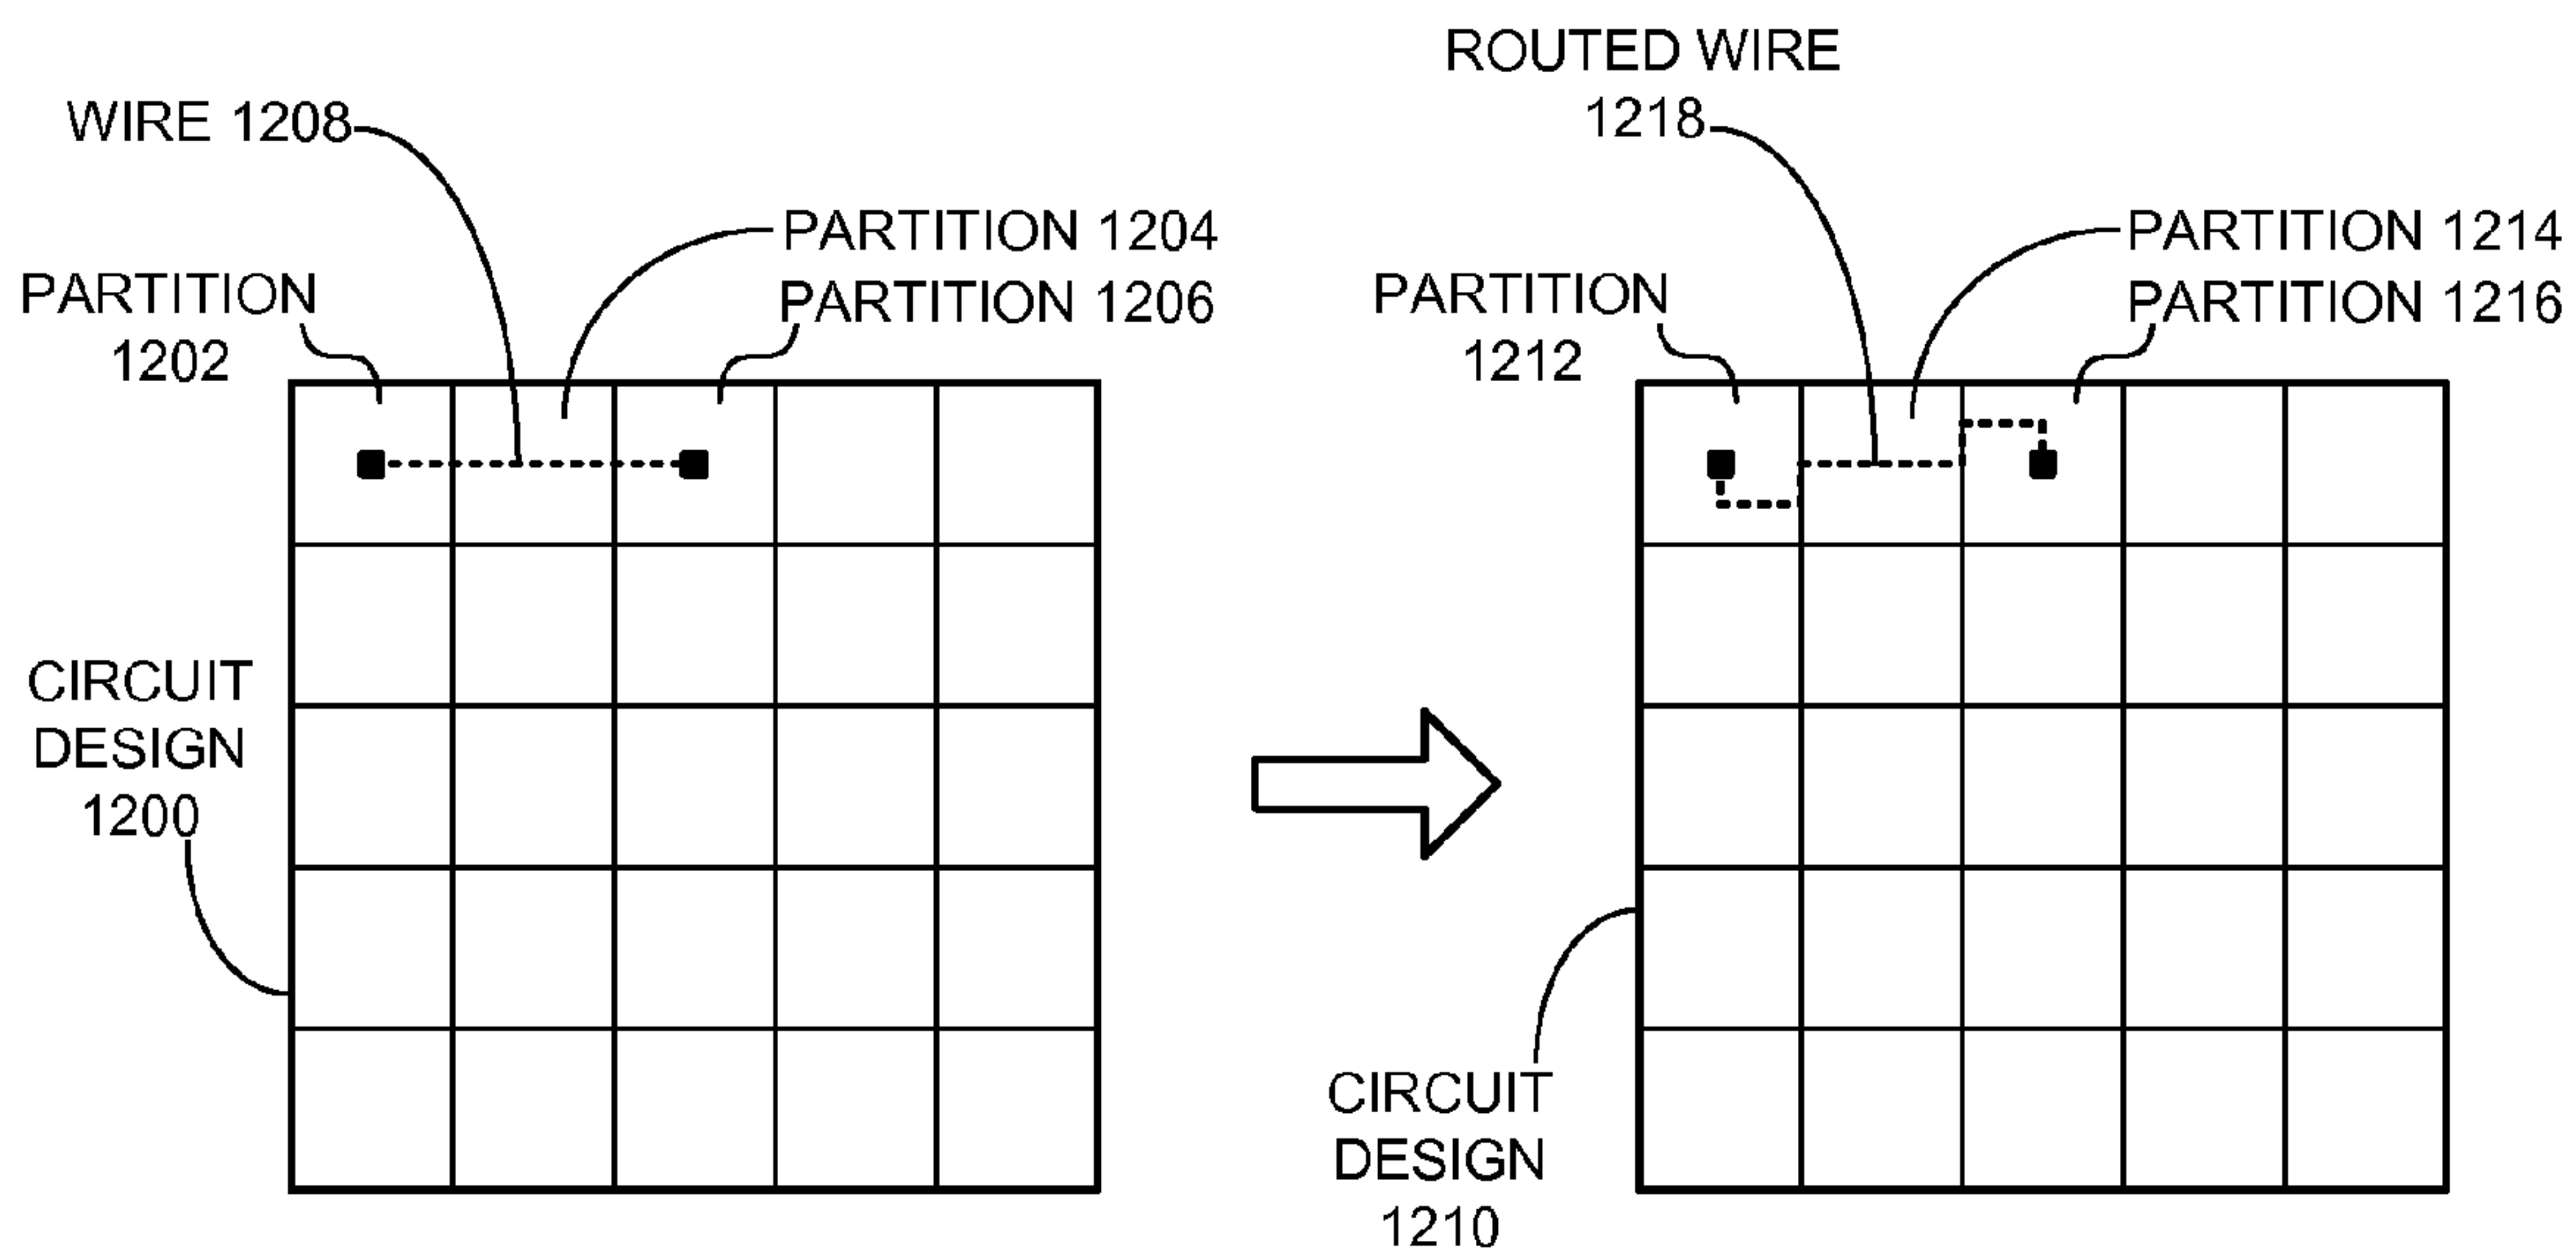 WIRE 1208
PARTITION 1204
PARTITION 1206
PARTITION
1202
CIRCUIT
DESIGN
1200
ROUTED WIRE
1218
PARTITION 1214
PARTITION 1216
PARTITION
1212
CIRCUIT
DESIGN
1210